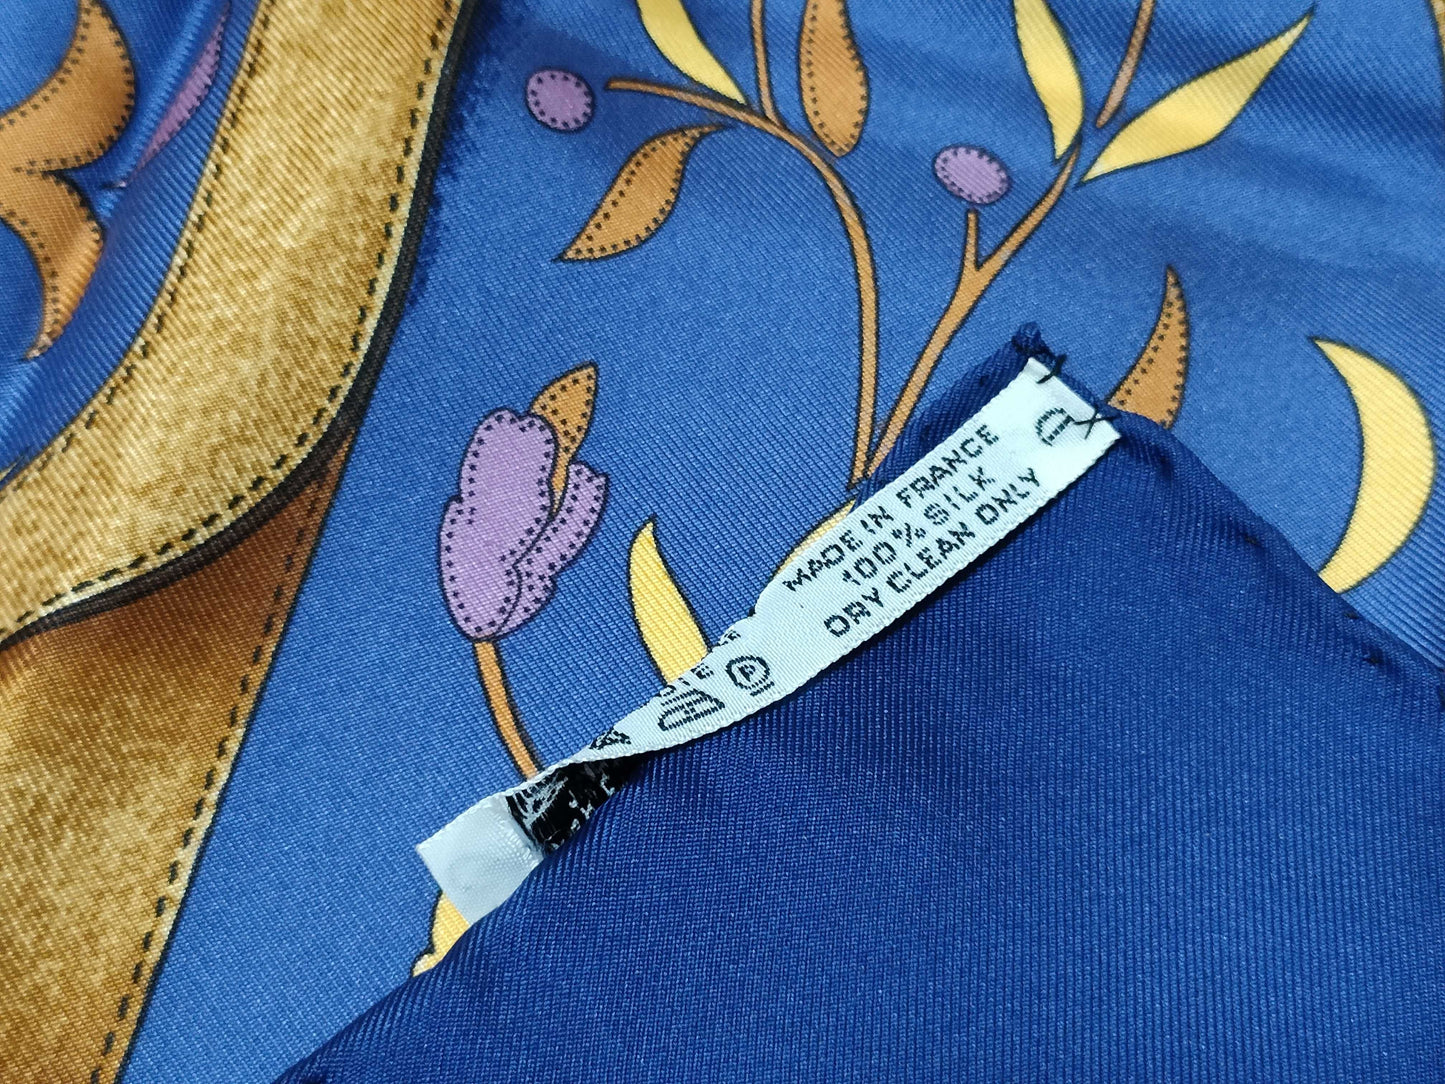 MADE IN FRANCE
100% SILK
DRY CLEAN ONLY
P